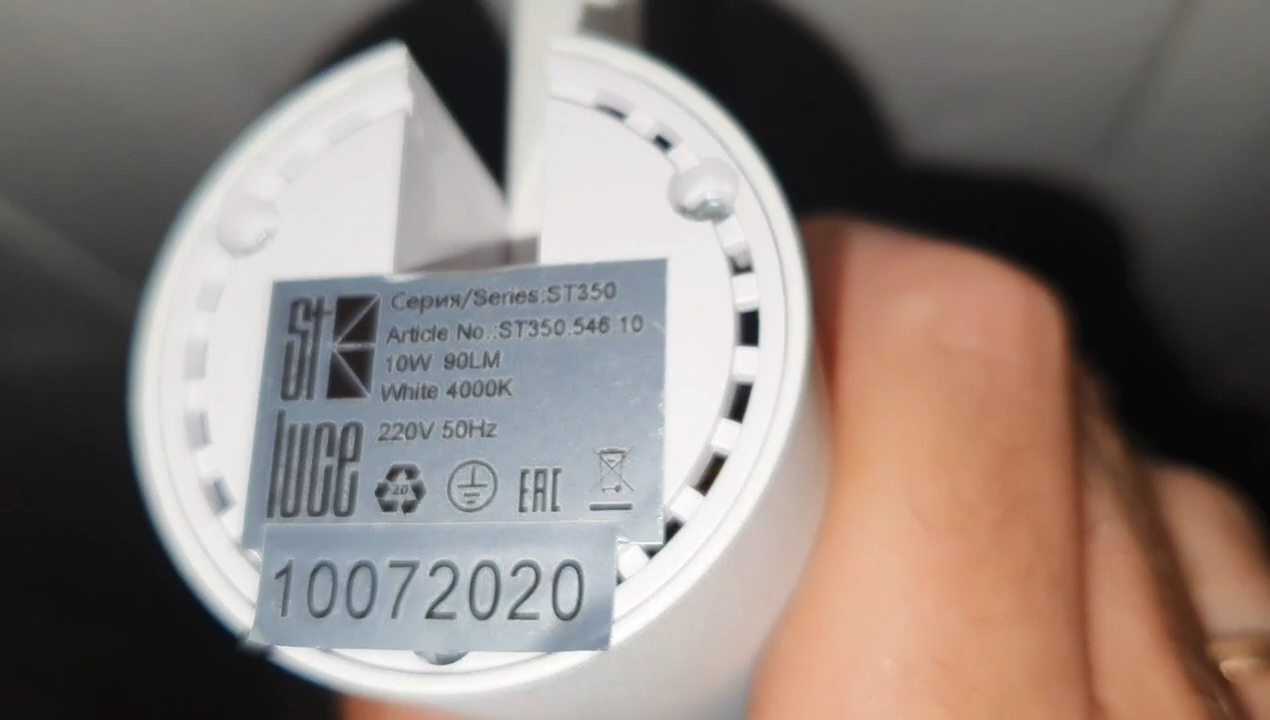 St luce
Серия/Series:ST350
Article No.:ST350.546.10
10W 90LM
White 4000K
220V 50Hz
20
EAC
10072020